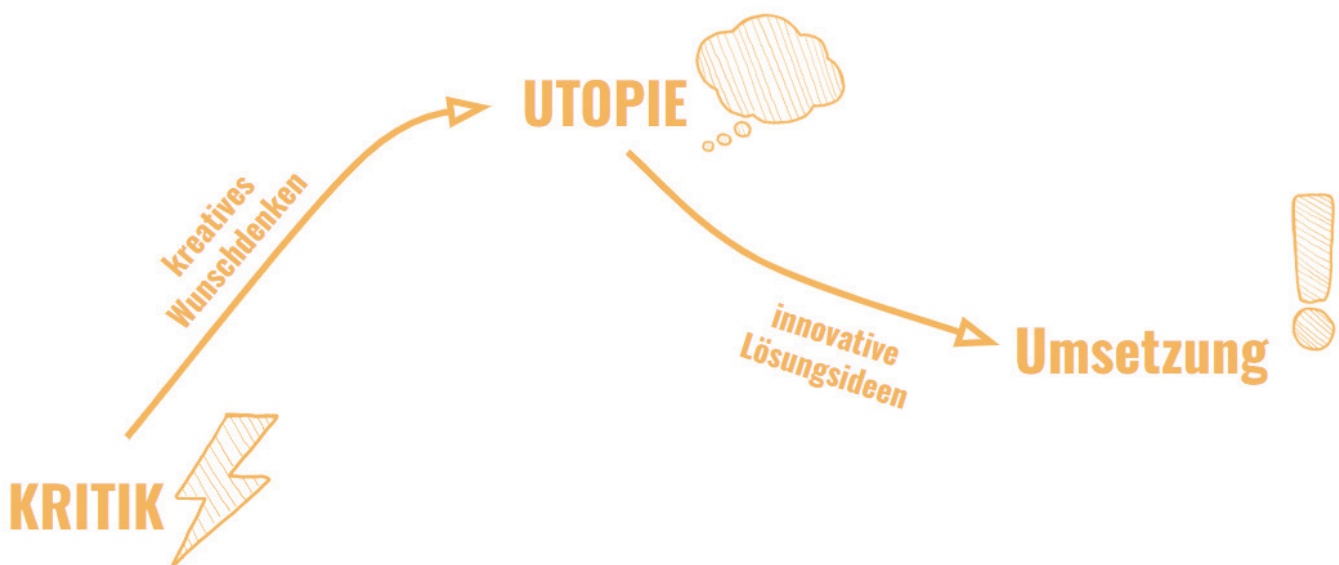 UTOPIE
kreatives
Wunschdenken
innovative
Lösungsideen
Umsetzung
KRITIK